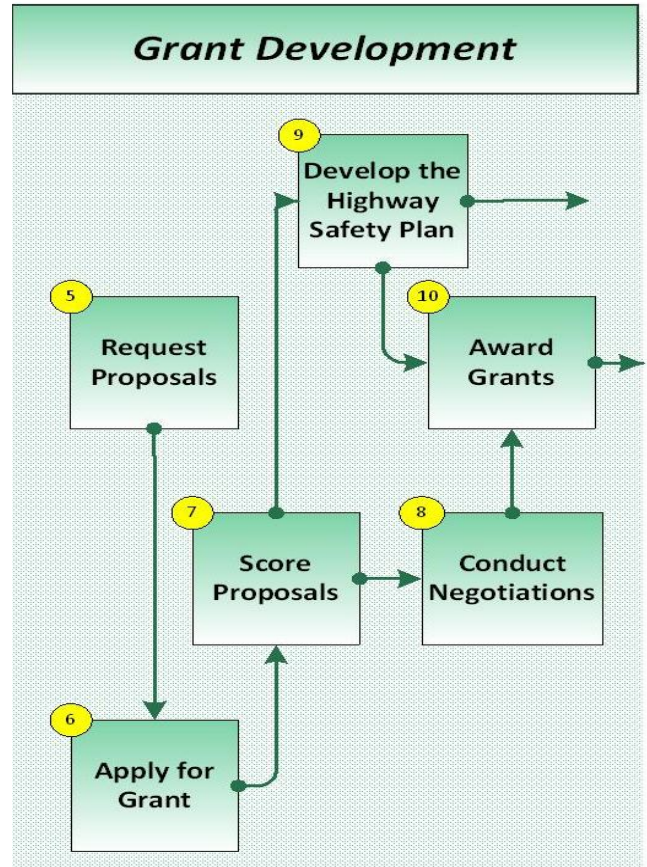 Grant Development
9
Develop the
Highway
Safety Plan
5
Request
Proposals
10
Award
Grants
7
Score
Proposals
8
Conduct
Negotiations
6
Apply for
Grant